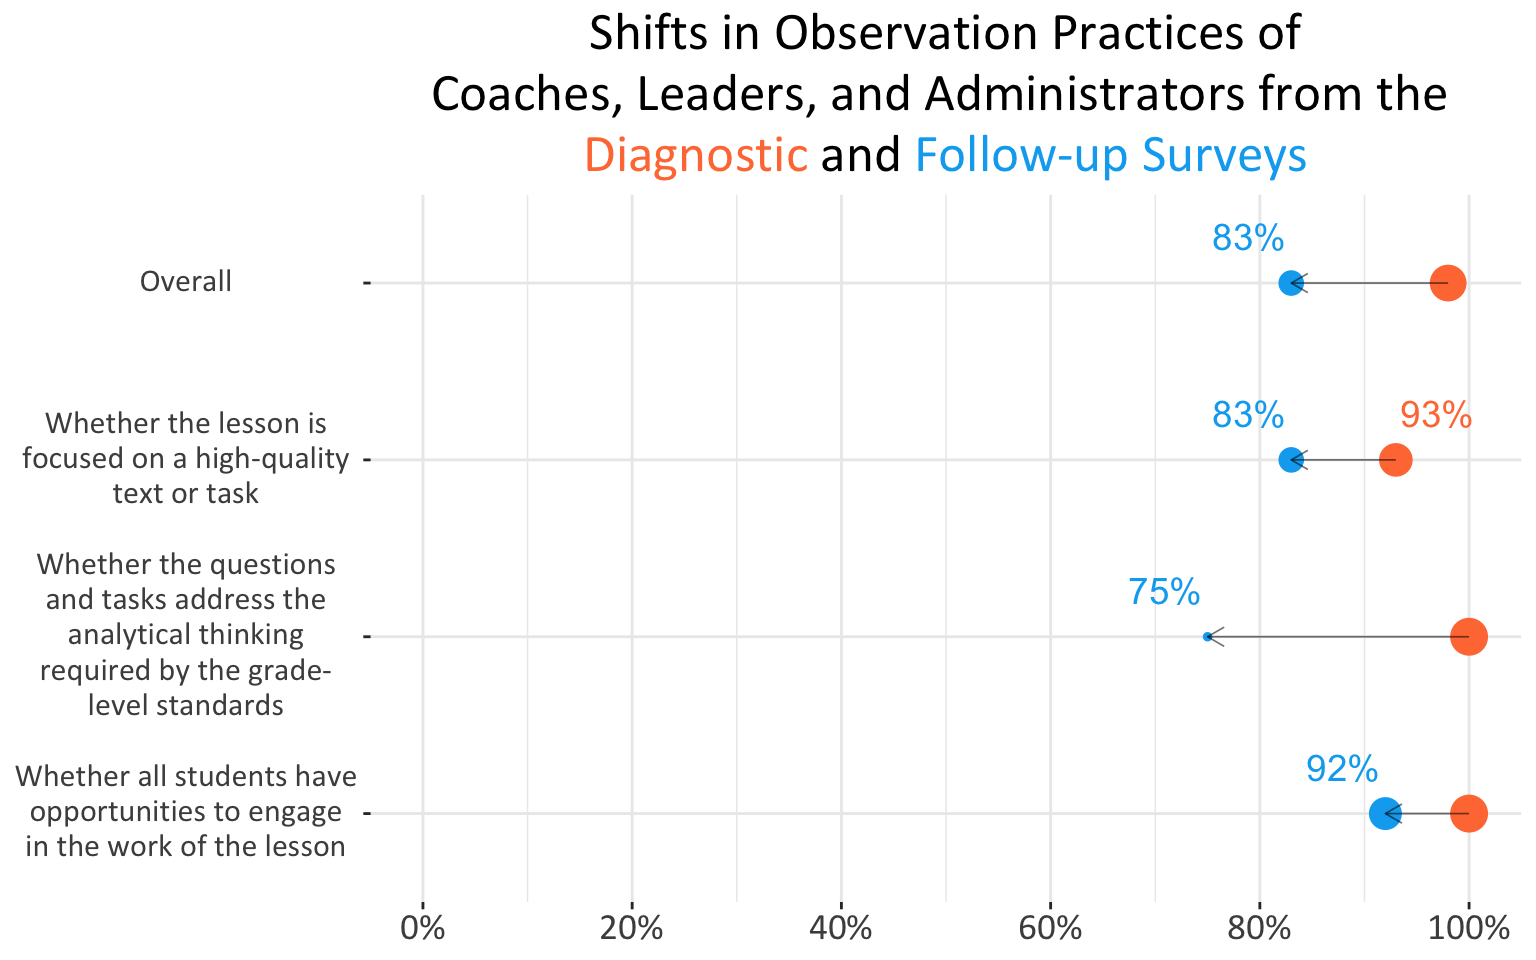 Shifts in Observation Practices of
Coaches, Leaders, and Administrators from the
Diagnostic and Follow-up Surveys
83%
Overall
Whether the lesson is
focused on a high-quality
text or task
83%
93%
Whether the questions
and tasks address the
analytical thinking
required by the grade-
level standards
75%
Whether all students have
opportunities to engage
in the work of the lesson
92%
0%
20%
40%
60%
80%
100%